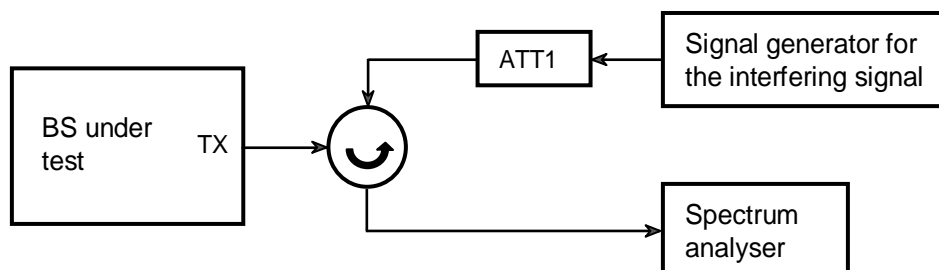 BS under
test
TX
ATT1
Signal generator for
the interfering signal
Spectrum
analyser